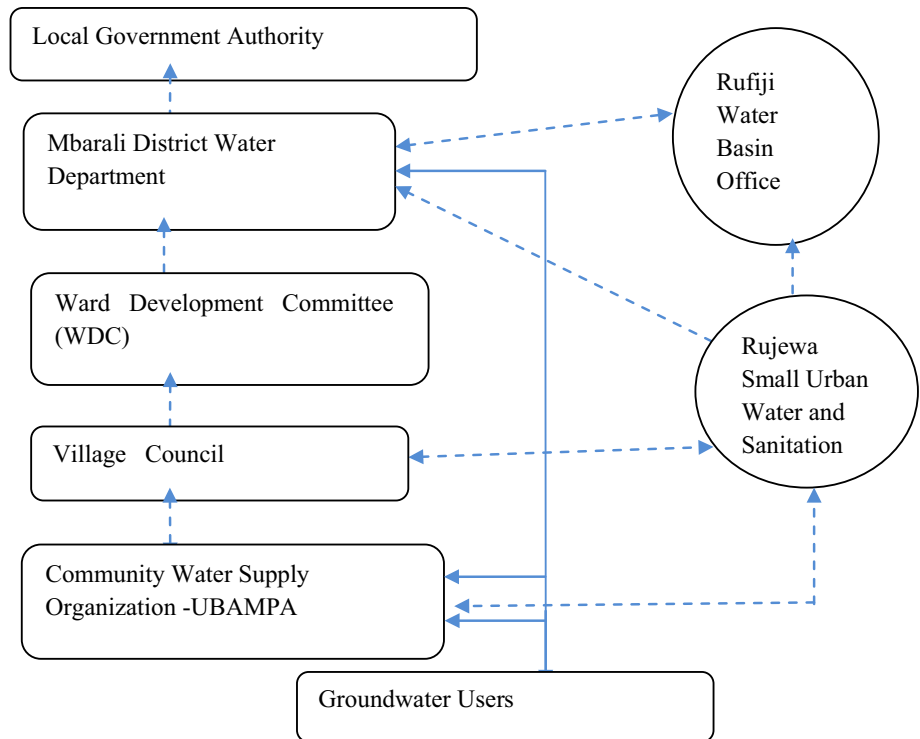 Local Government Authority
Mbarali District Water
Department
Rufiji
Water
Basin
Office
Ward Development Committee
(WDC)
Rujewa
Small Urban
Water and
Sanitation
Village Council
Community Water Supply
Organization -UBAMPA
Groundwater Users